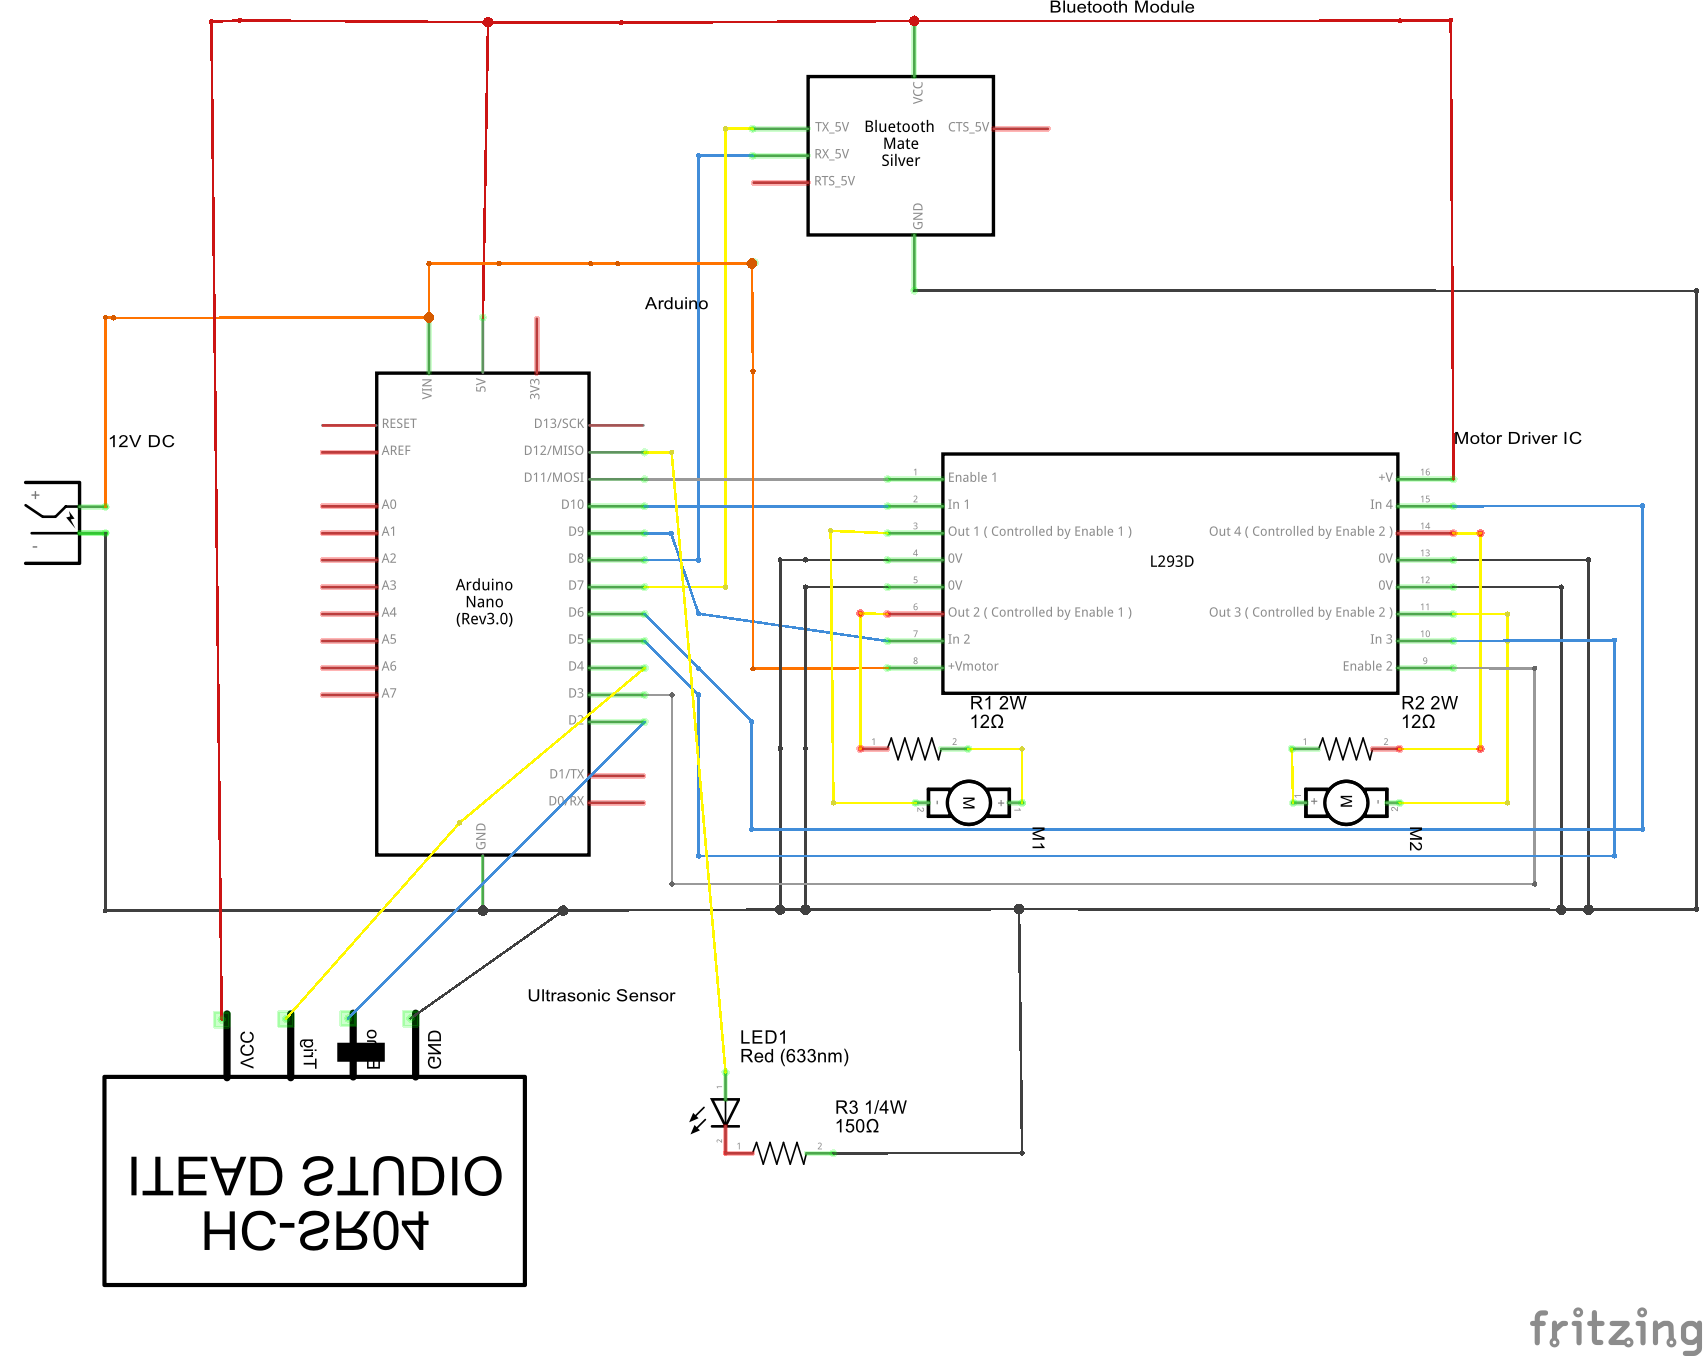 Bluetooth Module
VCC
TX_5V
RX_5V
RTS_5V
Bluetooth
Mate
Silver
CTS_5V
GND
Arduino
12V DC
+
-
VIN
5V
3V3
RESET
AREF
A0
A1
A2
A3
A4
A5
A6
A7
Arduino
Nano
(Rev3.0)
D13/SCK
D12/MISO
D11/MOSI
D10
D9
D8
D7
D6
D5
D4
D3
D2
D1/TX
D0/RX
GND
Motor Driver IC
1 Enable 1
2 In 1
3 Out 1 ( Controlled by Enable 1 )
4 0V
5 0V
6 Out 2 ( Controlled by Enable 1 )
7 In 2
8 +Vmotor
L293D
+V 16
In 4 15
Out 4 ( Controlled by Enable 2 ) 14
0V 13
0V 12
Out 3 ( Controlled by Enable 2 ) 11
In 3 10
Enable 2 9
R1 2W
12Ω
1 2
2 - M + 1
M1
R2 2W
12Ω
1 2
1 + M - 2
M2
Ultrasonic Sensor
VCC
Trig
GND
ITEAD STUDIO
HC-SR04
LED1
Red (633nm)
1
2
R3 1/4W
150Ω
1 2
fritzing